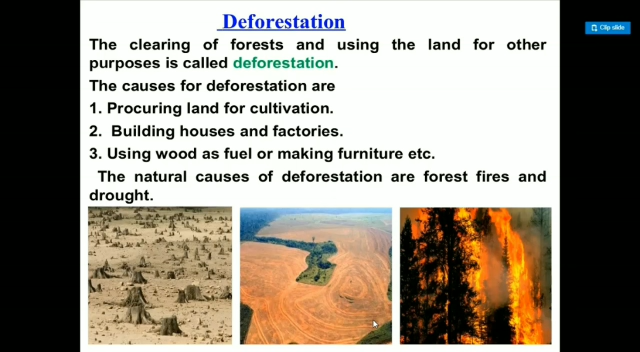 Deforestation
Clip slide
The clearing of forests and using the land for other
purposes is called deforestation.
The causes for deforestation are
1. Procuring land for cultivation.
2. Building houses and factories.
3. Using wood as fuel or making furniture etc.
The natural causes of deforestation are forest fires and
drought.